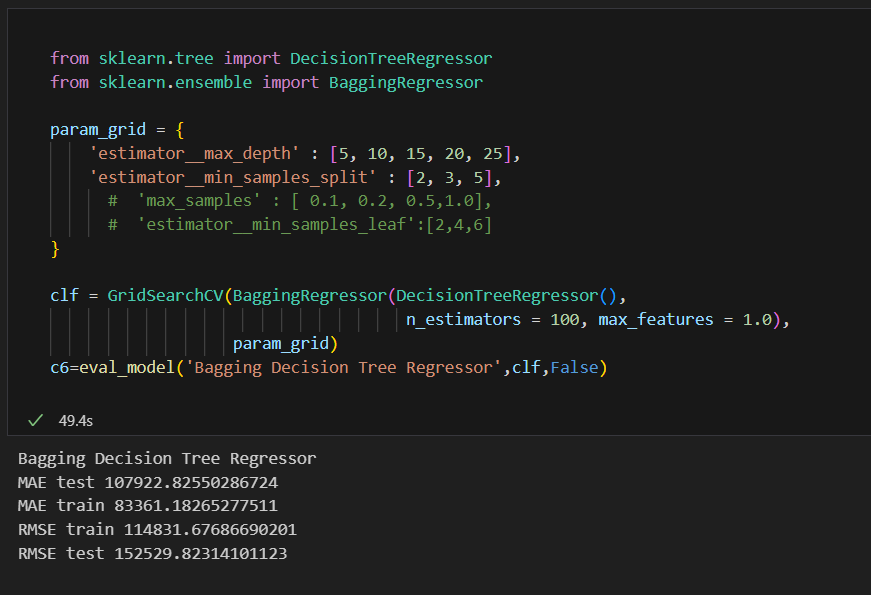 from sklearn.tree import DecisionTreeRegressor
from sklearn.ensemble import BaggingRegressor
param_grid = {
'estimator__max_depth' : [5, 10, 15, 20, 25],
'estimator__min_samples_split' : [2, 3, 5],
#  'max_samples' : [ 0.1, 0.2, 0.5,1.0],
#  'estimator__min_samples_leaf':[2,4,6]
}
clf = GridSearchCV(BaggingRegressor(DecisionTreeRegressor(),
n_estimators = 100, max_features = 1.0),
param_grid)
c6=eval_model('Bagging Decision Tree Regressor',clf,False)
49.4s
Bagging Decision Tree Regressor
MAE test 107922.82550286724
MAE train 83361.18265277511
RMSE train 114831.67686690201
RMSE test 152529.82314101123